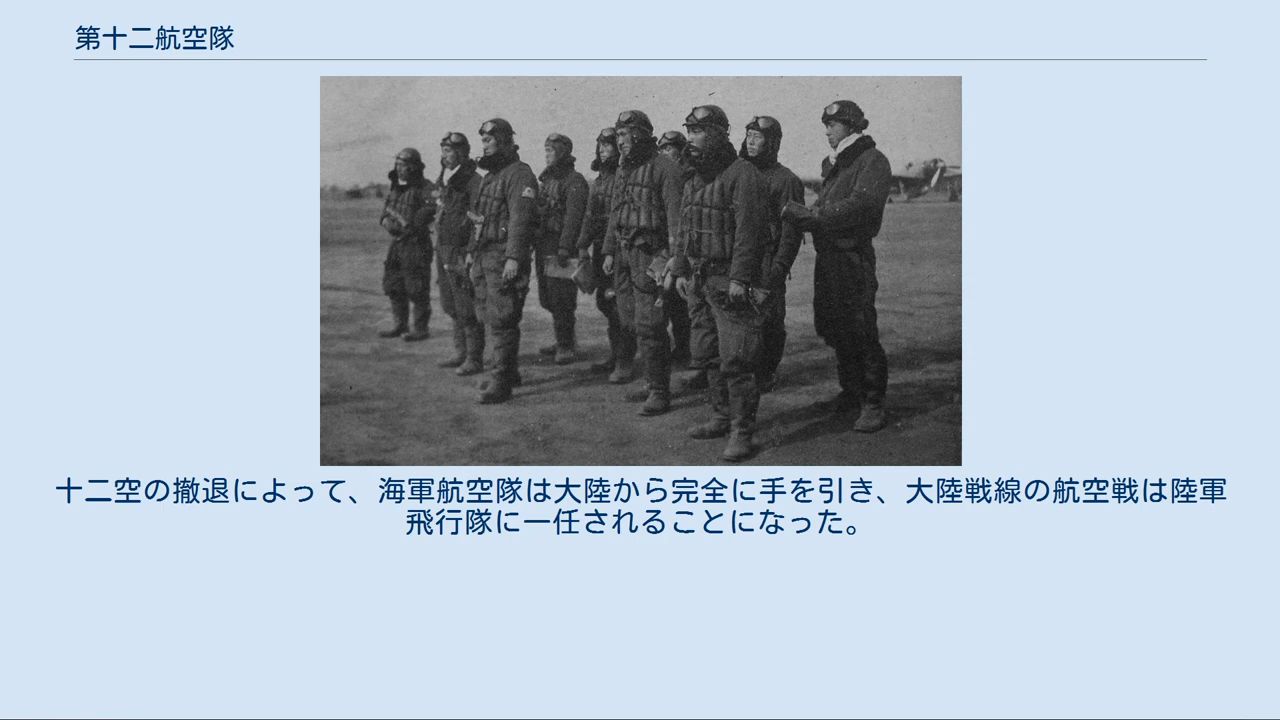 第十二航空隊
十二空の撤退によって、海軍航空隊は大陸から完全に手を引き、大陸戦線の航空戦は陸軍
飛行隊に一任されることになった。